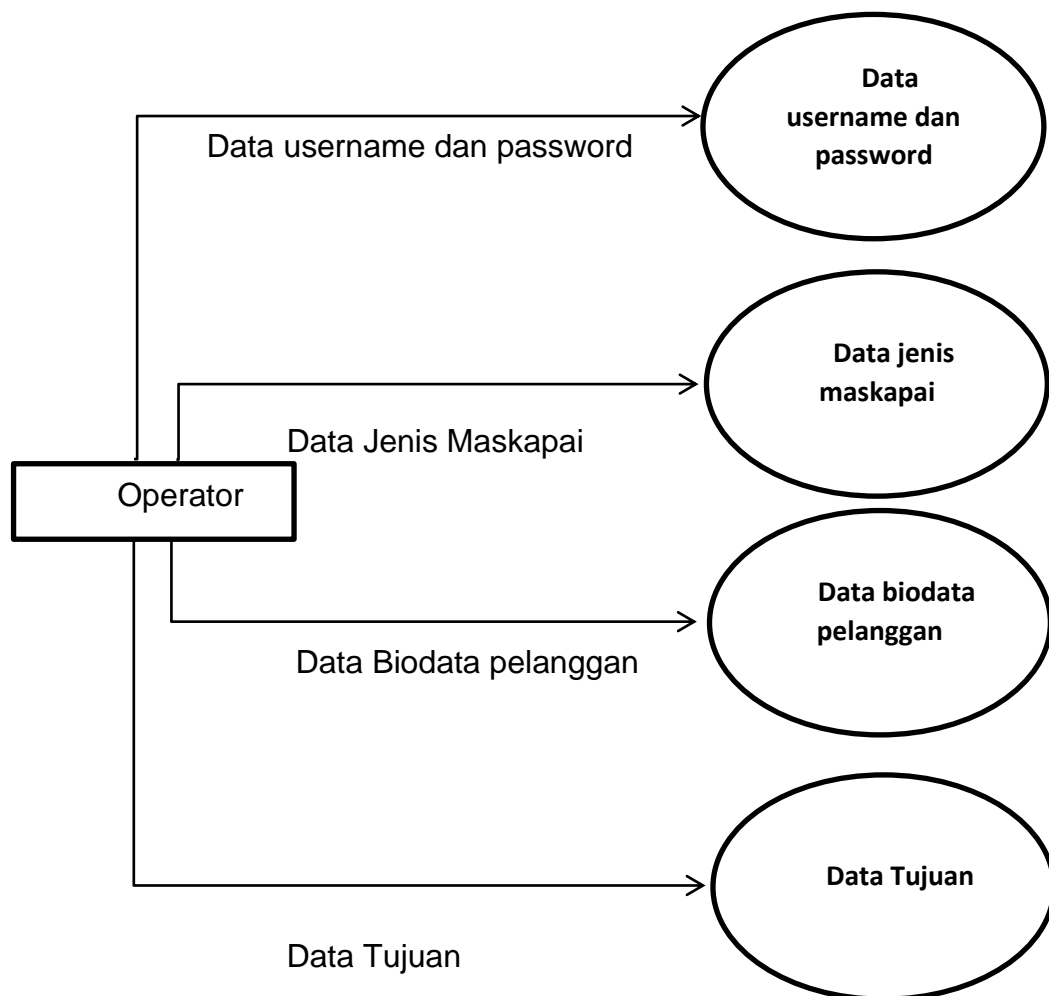 Data
username dan
password
Data username dan password
Data jenis
maskapai
Data Jenis Maskapai
Operator
Data biodata
pelanggan
Data Biodata pelanggan
Data Tujuan
Data Tujuan